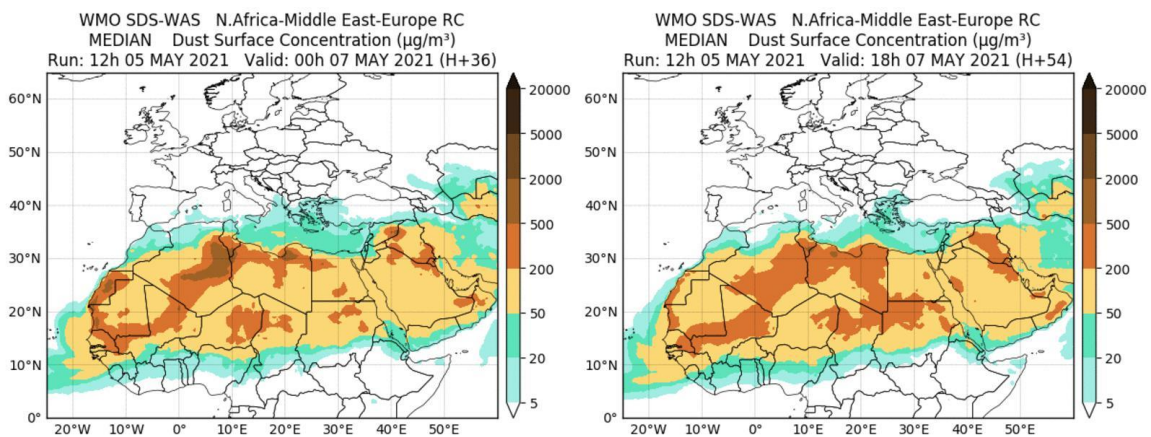 WMO SDS-WAS N.Africa-Middle East-Europe RC
MEDIAN Dust Surface Concentration (µg/m³)
Run: 12h 05 MAY 2021 Valid: 00h 07 MAY 2021 (H+36)
60°N
50°N
40°N
30°N
20°N
10°N
0°
20°W 10°W 0° 10°E 20°E 30°E 40°E 50°E
20000
5000
2000
500
200
50
20
5
WMO SDS-WAS N.Africa-Middle East-Europe RC
MEDIAN Dust Surface Concentration (µg/m³)
Run: 12h 05 MAY 2021 Valid: 18h 07 MAY 2021 (H+54)
60°N
50°N
40°N
30°N
20°N
10°N
0°
20°W 10°W 0° 10°E 20°E 30°E 40°E 50°E
20000
5000
2000
500
200
50
20
5